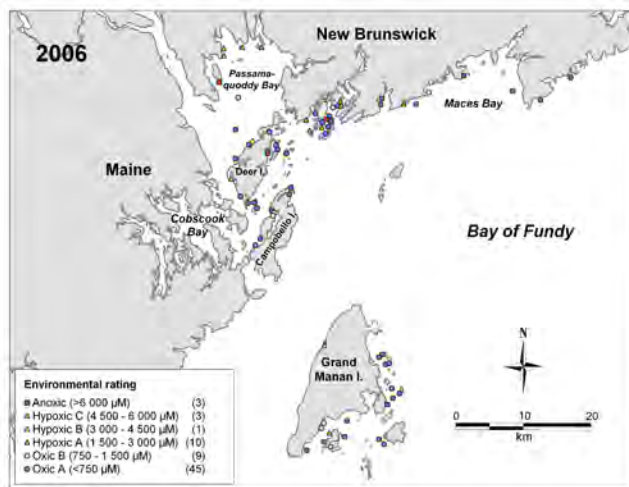 2006
New Brunswick
Passama-
quoddy Bay
Maces Bay
Maine
Deer I.
Cobscook
Bay
Campobello I.
Bay of Fundy
Grand
Manan I.
N
Environmental rating
Anoxic (>6 000 µM) (3)
Hypoxic C (4 500 - 6 000 µM) (3)
Hypoxic B (3 000 - 4 500 µM) (1)
Hypoxic A (1 500 - 3 000 µM) (10)
Oxic B (750 - 1 500 µM) (9)
Oxic A (<750 µM) (45)
0 10 20
km